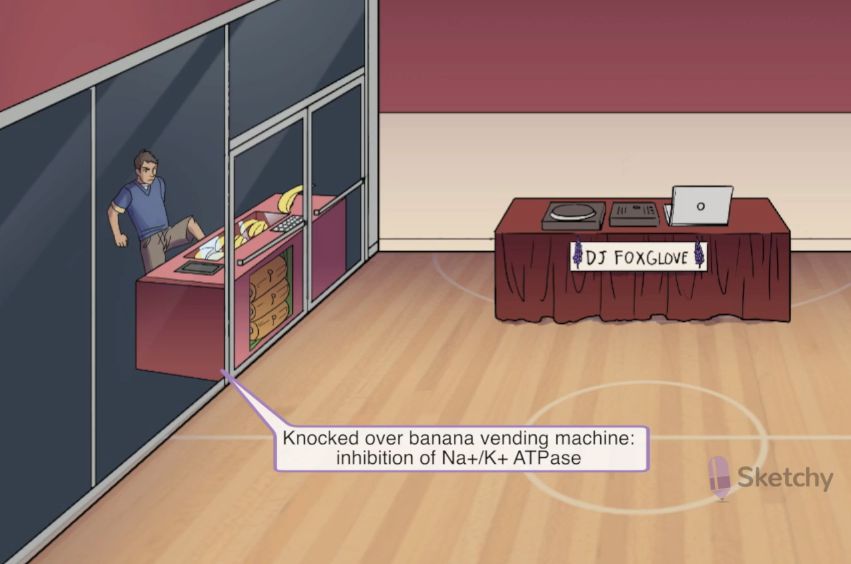 DJ FOXGLOVE
Knocked over banana vending machine:
inhibition of Na+/K+ ATPase
Sketchy